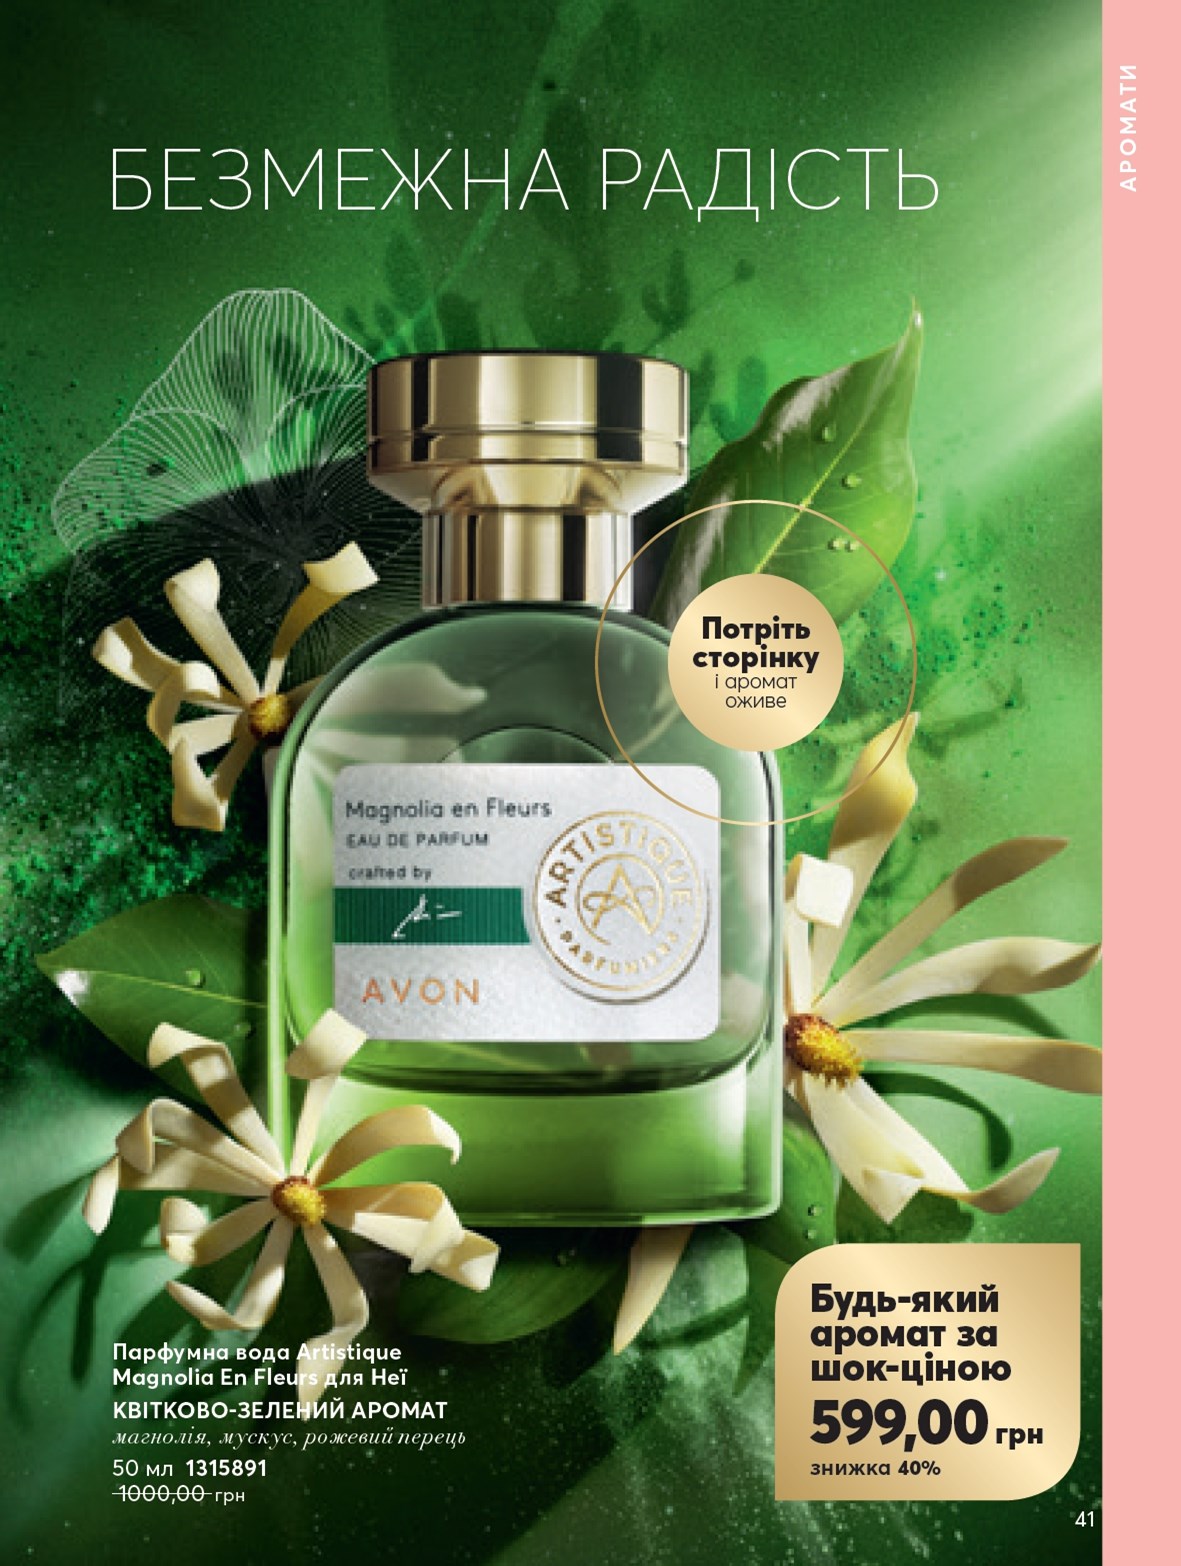 АРОМАТИ
БЕЗМЕЖНА РАДІСТЬ
Потріть
сторінку
і аромат
оживе
Magnolia en Fleurs
EAU DE PARFUM
crafted by
ARTISTIQUE
PARFUMIERS
AVON
Парфумна вода Artistique
Magnolia En Fleurs для Неї
КВІТКОВО-ЗЕЛЕНИЙ АРОМАТ
магнолія, мускус, рожевий перець
50 мл 1315891
1000,00 грн
Будь-який
аромат за
шок-ціною
599,00 грн
знижка 40%
41